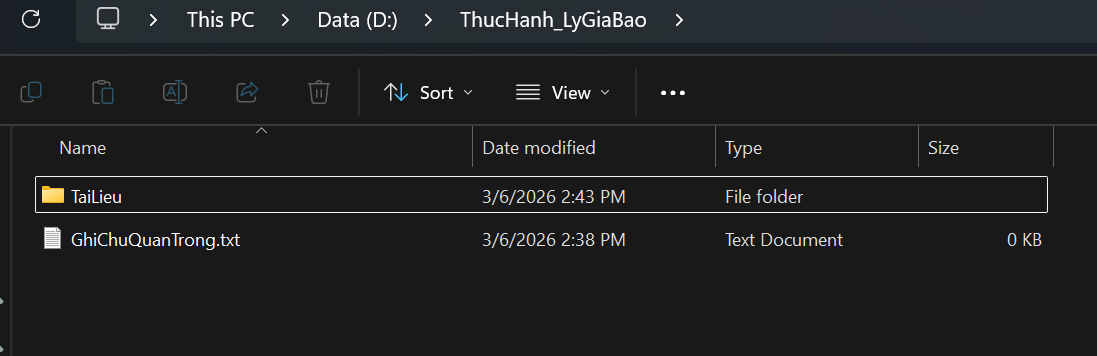 This PC > Data (D:) > ThucHanh_LyGiaBao >
Sort View
Name Date modified Type Size
TaiLieu 3/6/2026 2:43 PM File folder
GhiChuQuanTrong.txt 3/6/2026 2:38 PM Text Document 0 KB